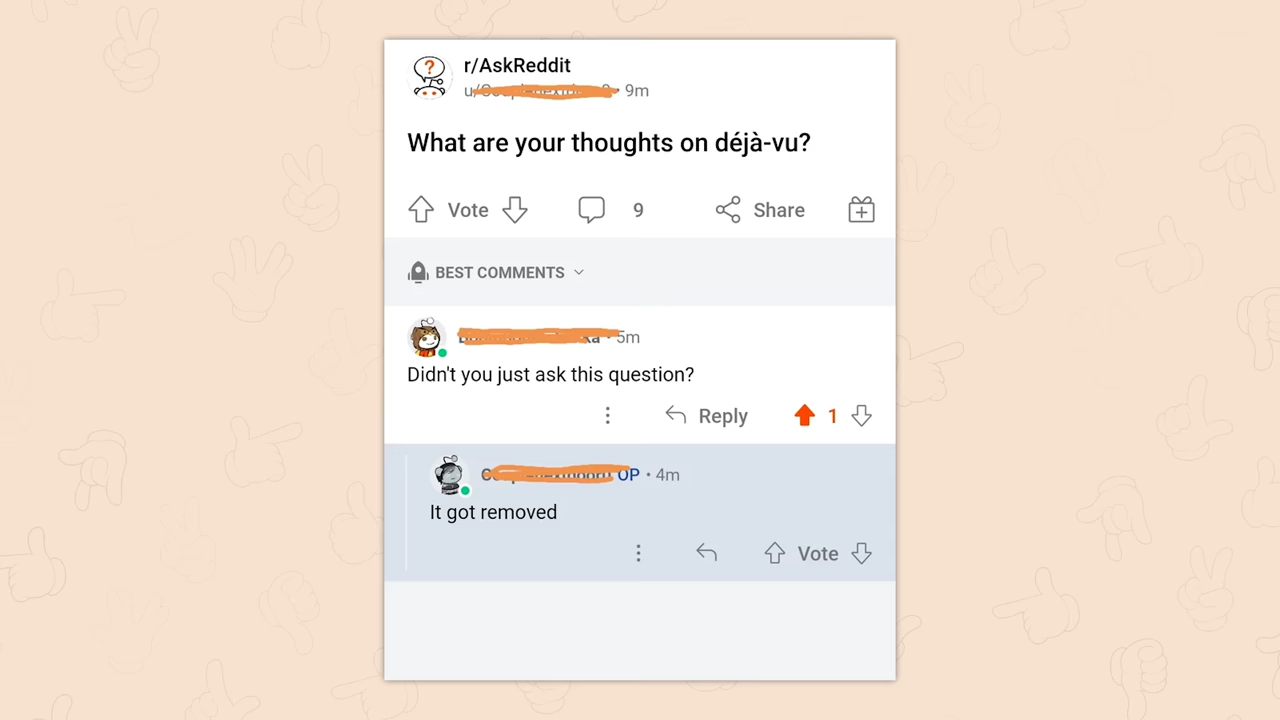 r/AskReddit
9m
What are your thoughts on déjà-vu?
Vote 9 Share
BEST COMMENTS
5m
Didn't you just ask this question?
Reply 1
OP • 4m
It got removed
Vote